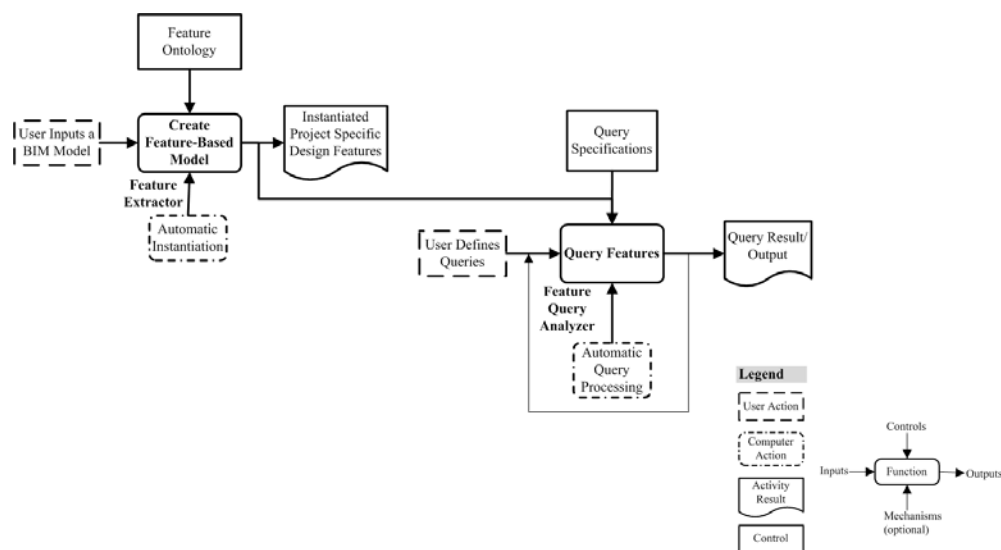 Feature
Ontology
User Inputs a
BIM Model
Create
Feature-Based
Model
Instantiated
Project Specific
Design Features
Feature
Extractor
Automatic
Instantiation
Query
Specifications
User Defines
Queries
Query Features
Query Result/
Output
Feature
Query
Analyzer
Automatic
Query
Processing
Legend
User Action
Computer
Action
Activity
Result
Control
Controls
Inputs
Function
Outputs
Mechanisms
(optional)